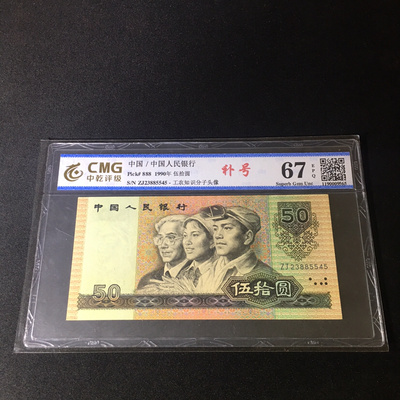 CMG
中乾评级
中国 / 中国人民银行
Pick# 888 1990年 伍拾圆
S/N ZJ23885545 - 工农知识分子头像
补号
67 EPQ
Superb Gem Unc
1190809565
中国人民银行
50
ZJ23885545
50
伍拾圆